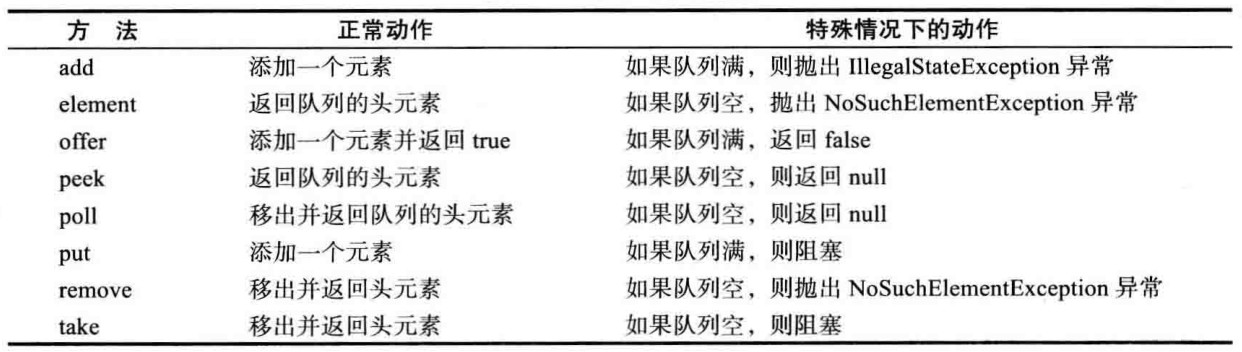 方 法 正常动作 特殊情况下的动作
add 添加一个元素 如果队列满，则抛出 IllegalStateException 异常
element 返回队列的头元素 如果队列空，抛出 NoSuchElementException 异常
offer 添加一个元素并返回 true 如果队列满，返回 false
peek 返回队列的头元素 如果队列空，则返回 null
poll 移出并返回队列的头元素 如果队列空，则返回 null
put 添加一个元素 如果队列满，则阻塞
remove 移出并返回头元素 如果队列空，则抛出 NoSuchElementException 异常
take 移出并返回头元素 如果队列空，则阻塞